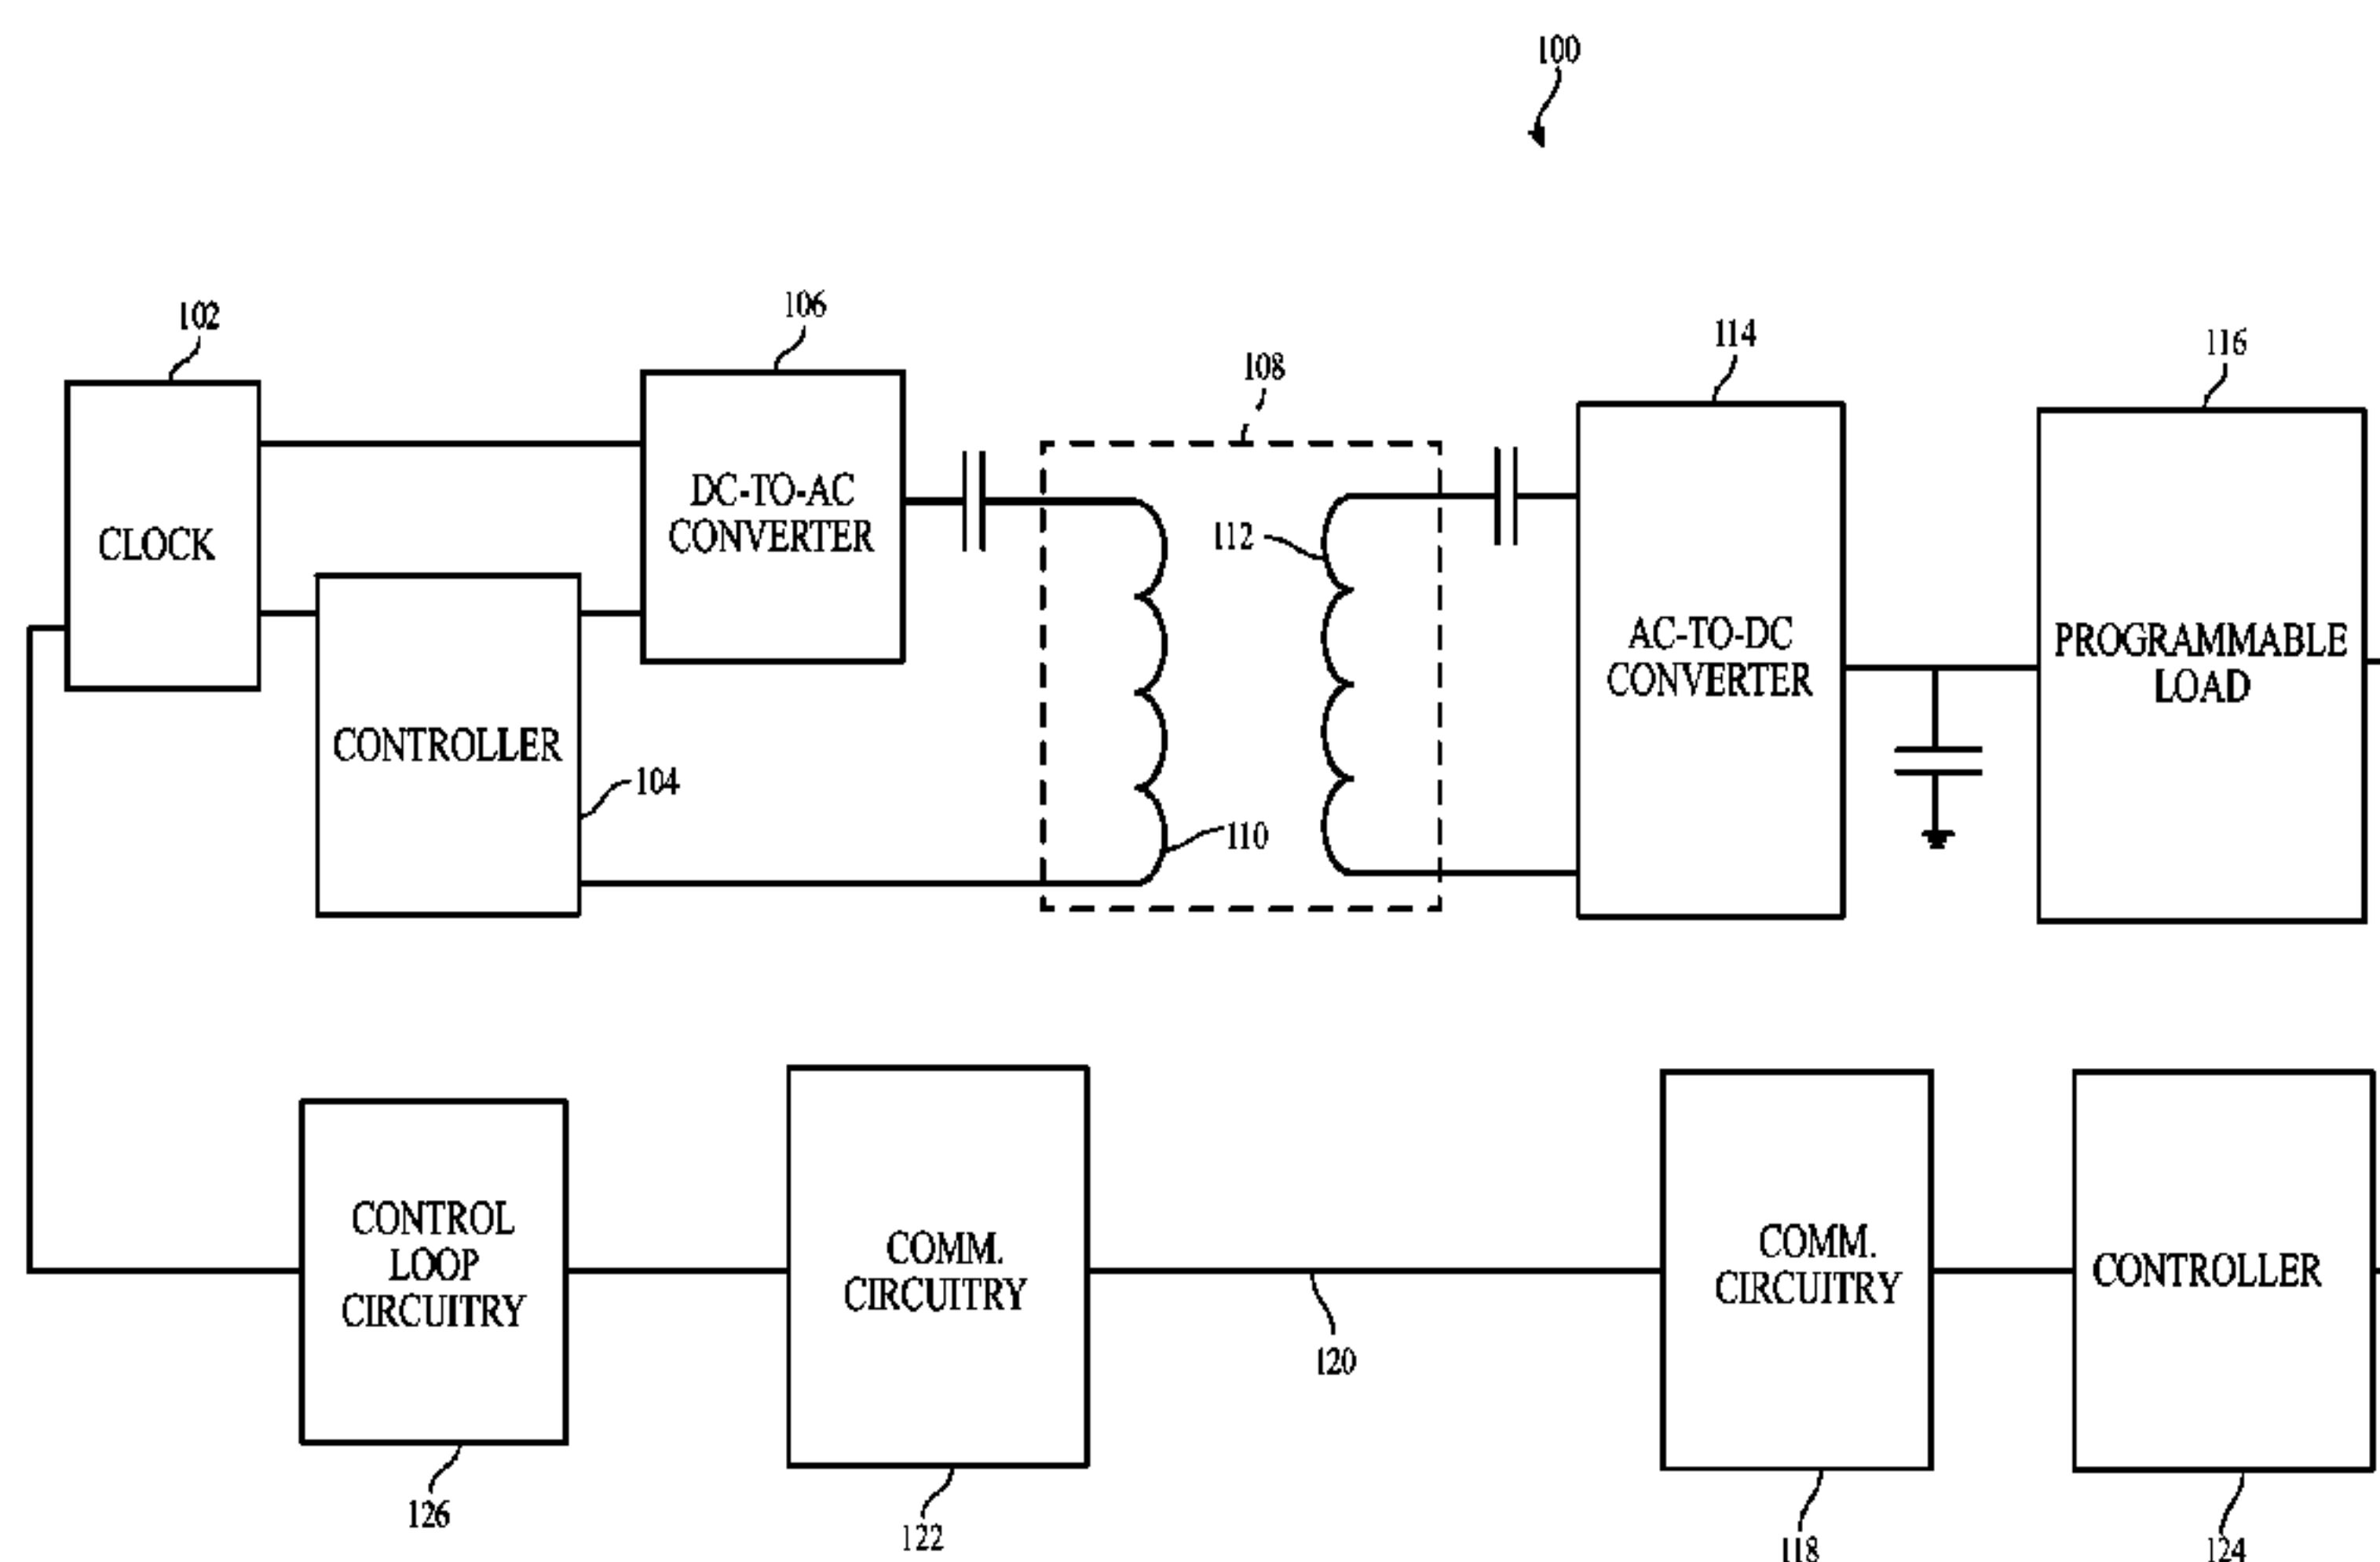 100
102
106
108
114
116
CLOCK
DC-TO-AC
CONVERTER
112
AC-TO-DC
CONVERTER
PROGRAMMABLE
LOAD
CONTROLLER
104
110
CONTROL
LOOP
CIRCUITRY
COMM.
CIRCUITRY
COMM.
CIRCUITRY
CONTROLLER
120
126
122
118
124